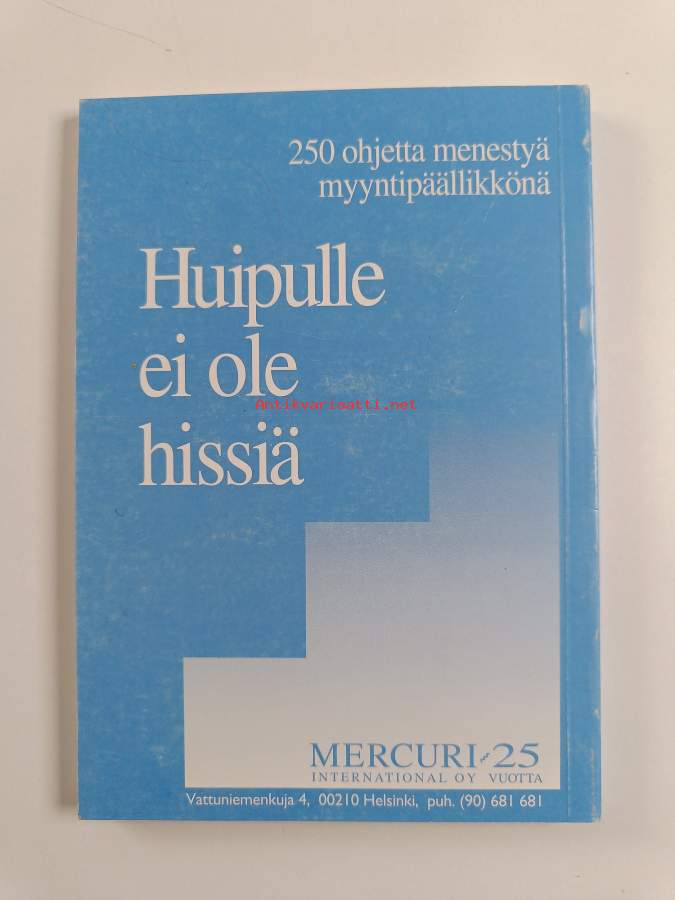 250 ohjetta menestyä
myyntipäällikkönä
Huipulle
ei ole
hissiä
Antikvariaatti.net
MERCURI 25
INTERNATIONAL OY VUOTTA
Vattuniemenkuja 4, 00210 Helsinki, puh. (90) 681 681